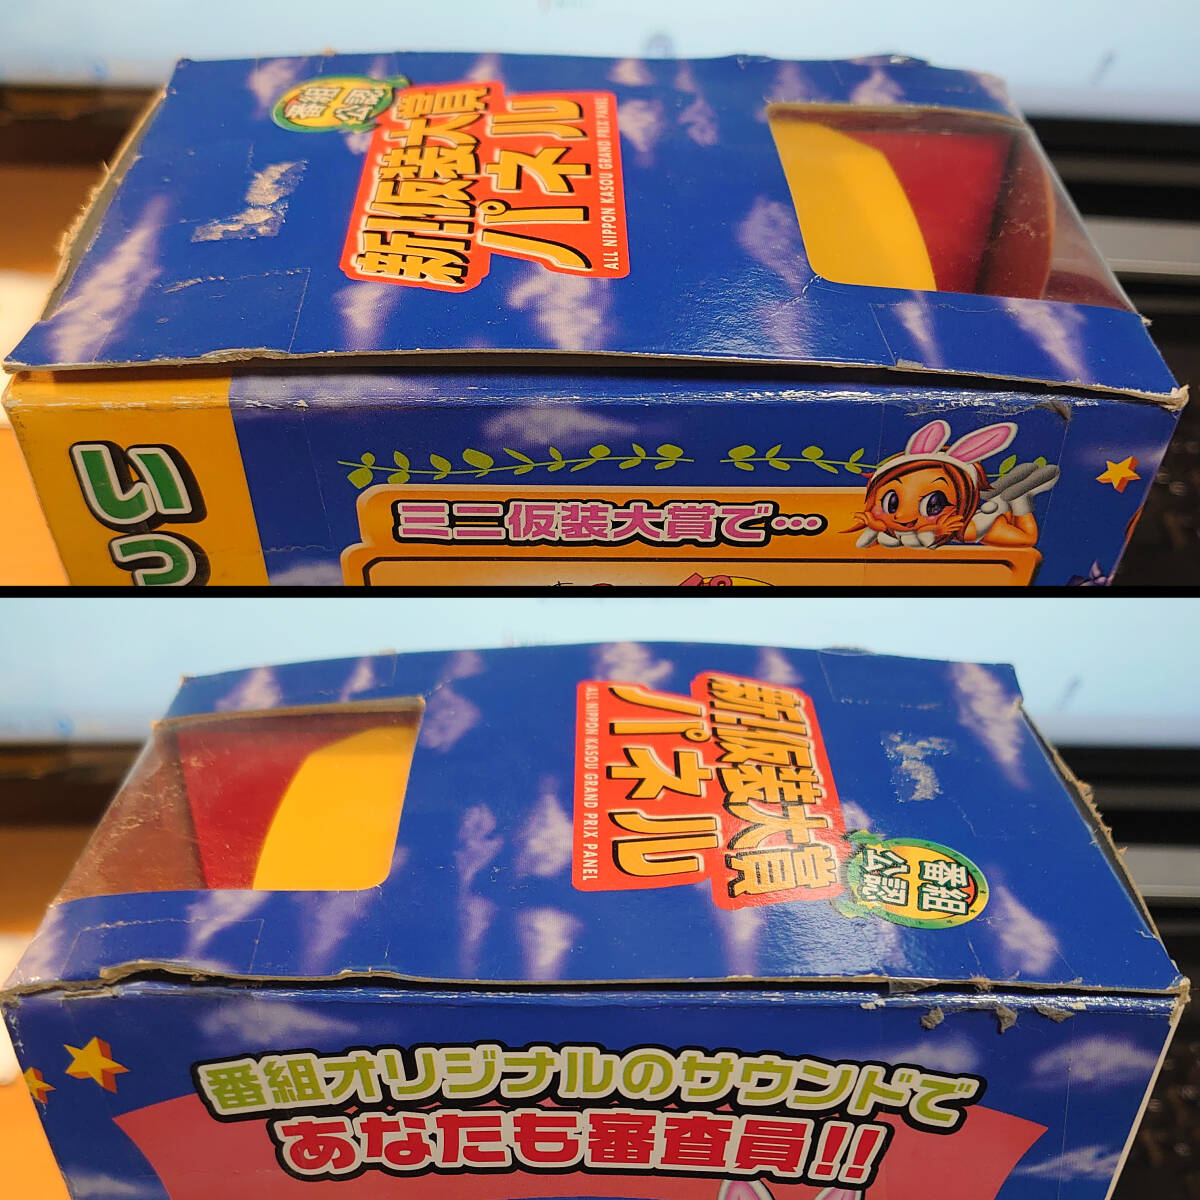 番組
公認
新!仮装大賞
パネル
ALL NIPPON KASOU GRAND PRIX PANEL
いつ
ミニ仮装大賞で…
新!仮装大賞
パネル
ALL NIPPON KASOU GRAND PRIX PANEL
番組
公認
番組オリジナルのサウンドで
あなたも審査員!!